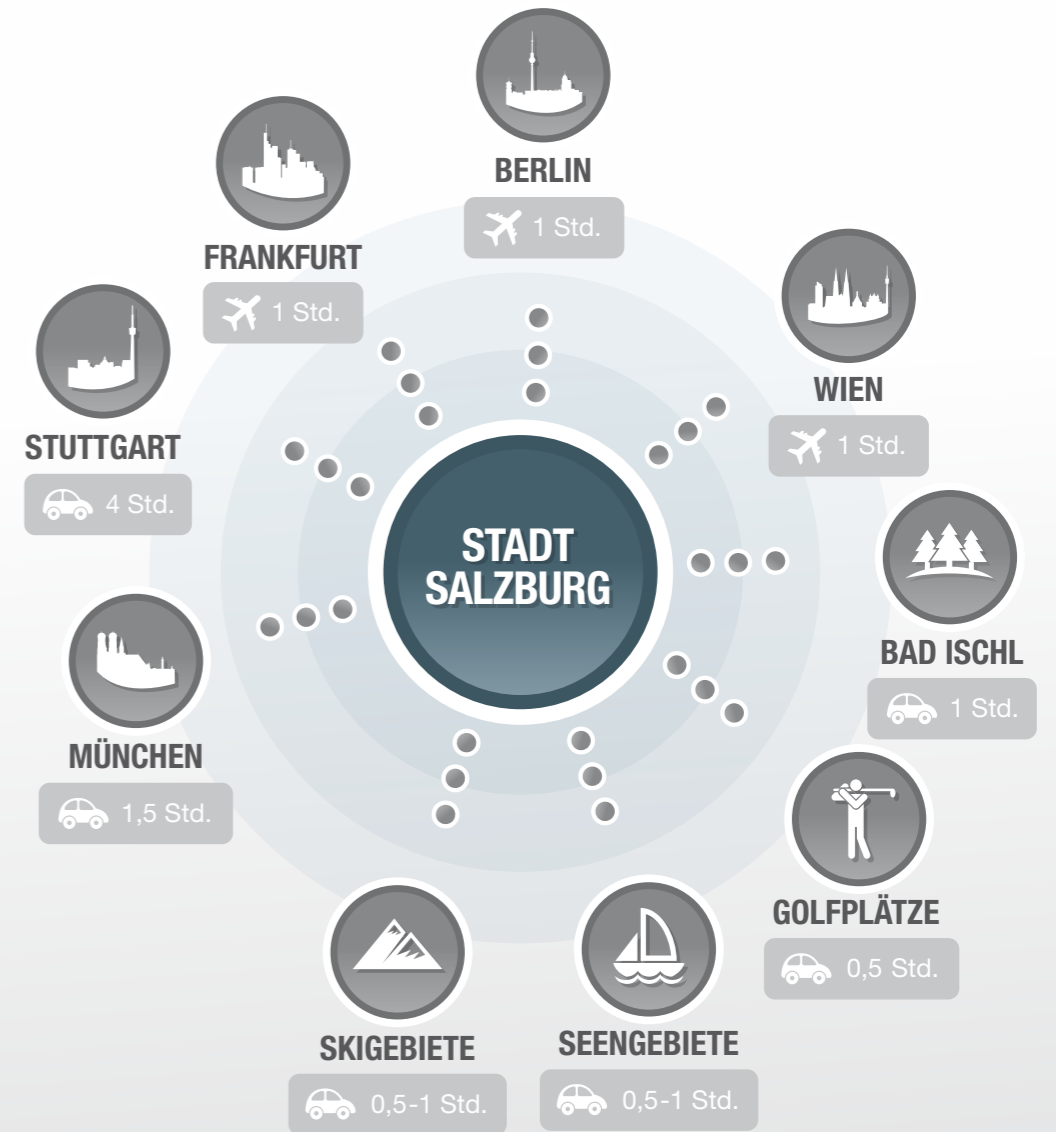 BERLIN
1 Std.
FRANKFURT
1 Std.
WIEN
1 Std.
STUTTGART
4 Std.
STADT
SALZBURG
BAD ISCHL
1 Std.
MÜNCHEN
1,5 Std.
GOLFPLÄTZE
0,5 Std.
SKIGEBIETE
0,5-1 Std.
SEENGEBIETE
0,5-1 Std.